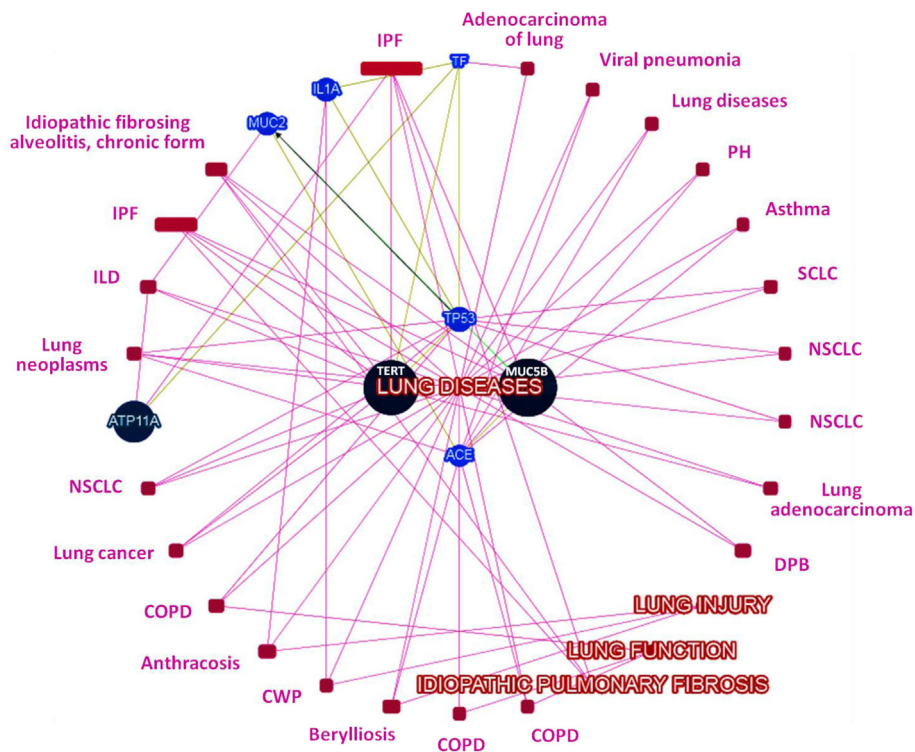 IPF
TF
Adenocarcinoma
of lung
Viral pneumonia
IL1A
Lung diseases
MUC2
Idiopathic fibrosing
alveolitis, chronic form
PH
IPF
Asthma
ILD
SCLC
TP53
Lung
neoplasms
NSCLC
TERT
MUC5B
LUNG DISEASES
ATP11A
NSCLC
ACE
NSCLC
Lung
adenocarcinoma
Lung cancer
DPB
COPD
LUNG INJURY
Anthracosis
LUNG FUNCTION
CWP
IDIOPATHIC PULMONARY FIBROSIS
Berylliosis
COPD
COPD